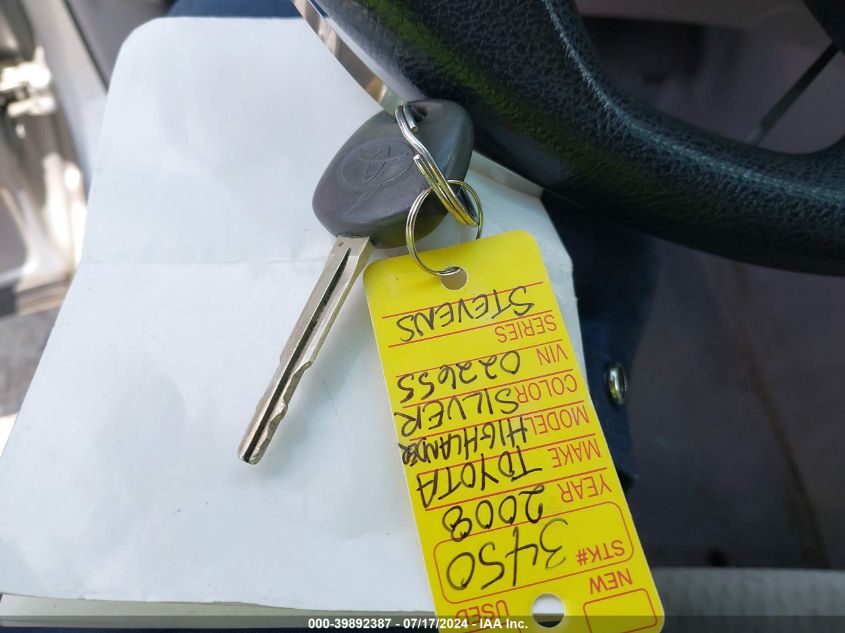 NEW USED
STK# 3450
YEAR 2008
MAKE TOYOTA
MODEL HIGHLANDER
COLOR SILVER
VIN 022655
SERIES
STEVENS
000-39892387 - 07/17/2024 - IAA Inc.